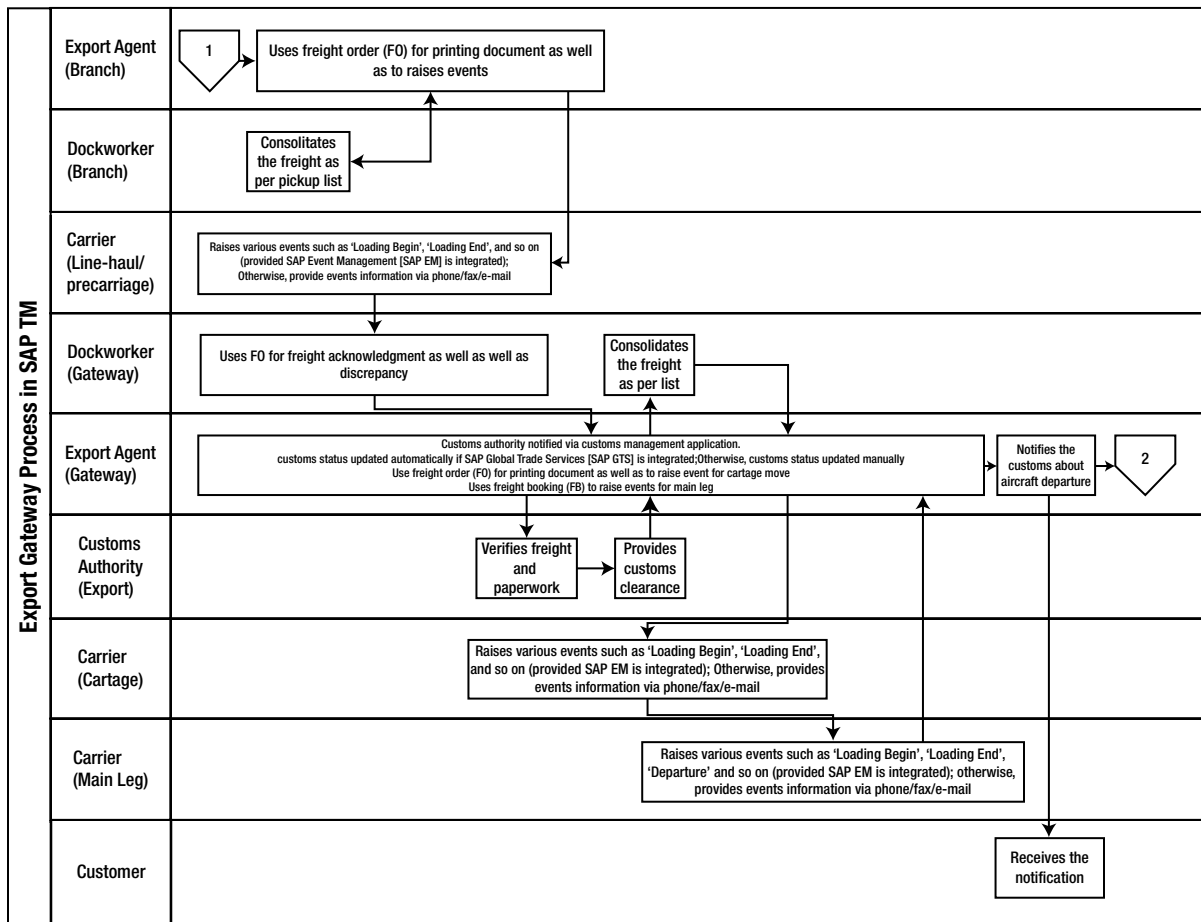 Export Gateway Process in SAP TM
Export Agent
(Branch)
1
Uses freight order (FO) for printing document as well
as to raises events
Dockworker
(Branch)
Consolitates
the freight as
per pickup list
Carrier
(Line-haul/
precarriage)
Raises various events such as ‘Loading Begin’, ‘Loading End’, and so on
(provided SAP Event Management [SAP EM] is integrated);
Otherwise, provide events information via phone/fax/e-mail
Dockworker
(Gateway)
Uses FO for freight acknowledgment as well as well as
discrepancy
Consolidates
the freight
as per list
Export Agent
(Gateway)
Customs authority notified via customs management application.
customs status updated automatically if SAP Global Trade Services [SAP GTS] is integrated;Otherwise, customs status updated manually
Use freight order (FO) for printing document as well as to raise event for cartage move
Uses freight booking (FB) to raise events for main leg
Notifies the
customs about
aircraft departure
2
Customs
Authority
(Export)
Verifies freight
and
paperwork
Provides
customs
clearance
Carrier
(Cartage)
Raises various events such as ‘Loading Begin’, ‘Loading End’,
and so on (provided SAP EM is integrated); Otherwise, provides
events information via phone/fax/e-mail
Carrier
(Main Leg)
Raises various events such as ‘Loading Begin’, ‘Loading End’,
‘Departure’ and so on (provided SAP EM is integrated); otherwise,
provides events information via phone/fax/e-mail
Customer
Receives the
notification